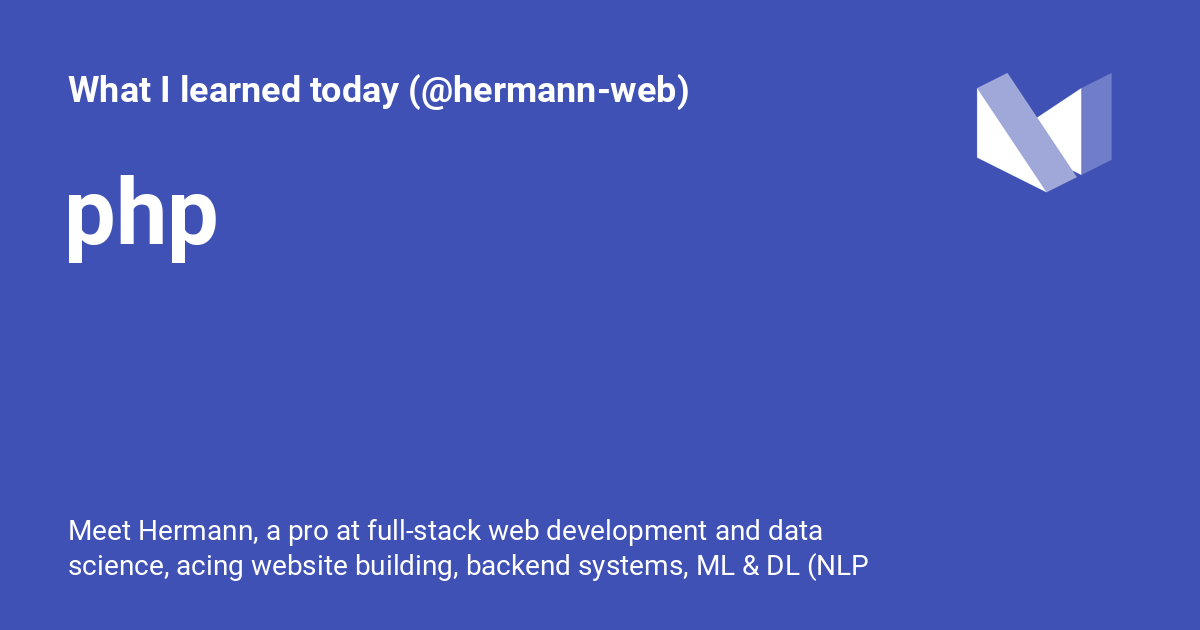 What I learned today (@hermann-web)
php
Meet Hermann, a pro at full-stack web development and data
science, acing website building, backend systems, ML & DL (NLP